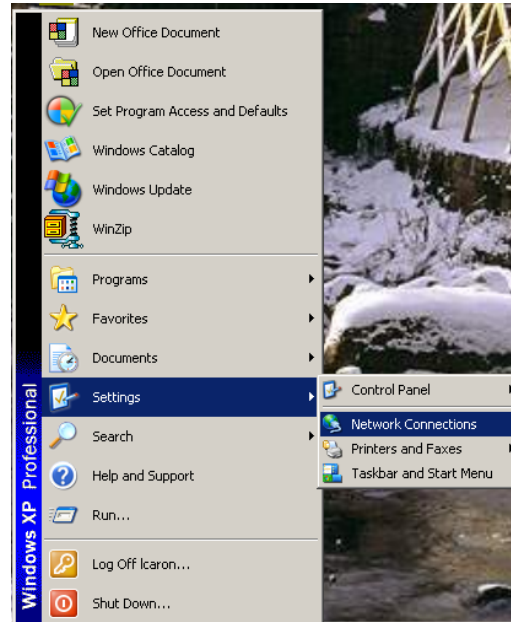 New Office Document
Open Office Document
Set Program Access and Defaults
Windows Catalog
Windows Update
WinZip
Programs
Favorites
Documents
Settings
Search
Help and Support
Run...
Log Off lcaron...
Shut Down...
Control Panel
Network Connections
Printers and Faxes
Taskbar and Start Menu
Windows XP Professional